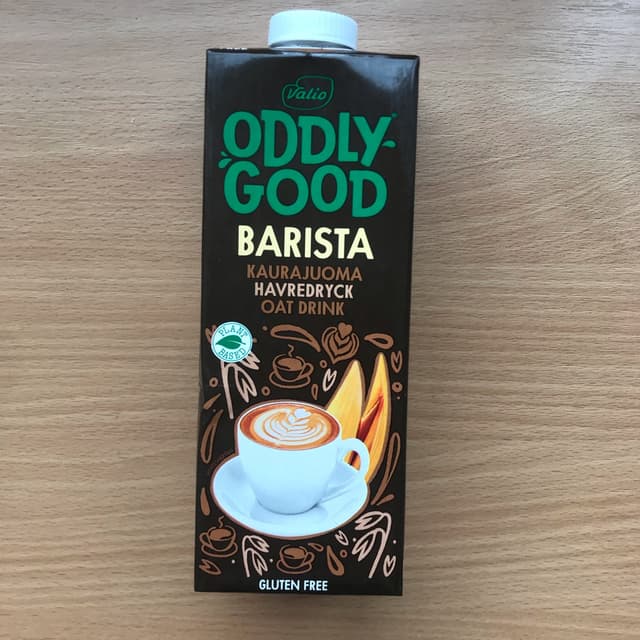 Valio
ODDLY
GOOD
BARISTA
KAURAJUOMA
HAVREDRYCK
OAT DRINK
PLANT
BASED
GLUTEN FREE